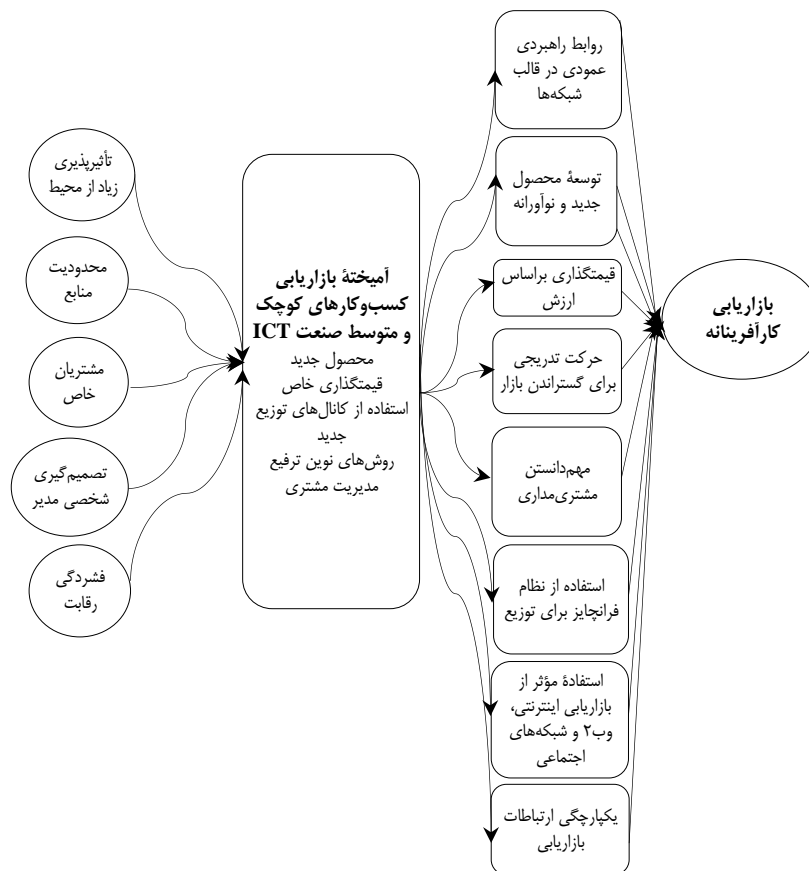 تأثیرپذیری
زیاد از محیط
محدودیت
منابع
مشتریان
خاص
تصمیم‌گیری
شخصی مدیر
فشردگی
رقابت
آمیختهٔ بازاریابی
کسب‌وکارهای کوچک
و متوسط صنعت ICT
محصول جدید
قیمتگذاری خاص
استفاده از کانال‌های توزیع
جدید
روش‌های نوین ترفیع
مدیریت مشتری
روابط راهبردی
عمودی در قالب
شبکه‌ها
توسعهٔ محصول
جدید و نوآورانه
قیمتگذاری براساس
ارزش
حرکت تدریجی
برای گستراندن بازار
مهم‌دانستن
مشتری‌مداری
استفاده از نظام
فرانچایز برای توزیع
استفادهٔ مؤثر از
بازاریابی اینترنتی،
وب۲ و شبکه‌های
اجتماعی
یکپارچگی ارتباطات
بازاریابی
بازاریابی
کارآفرینانه